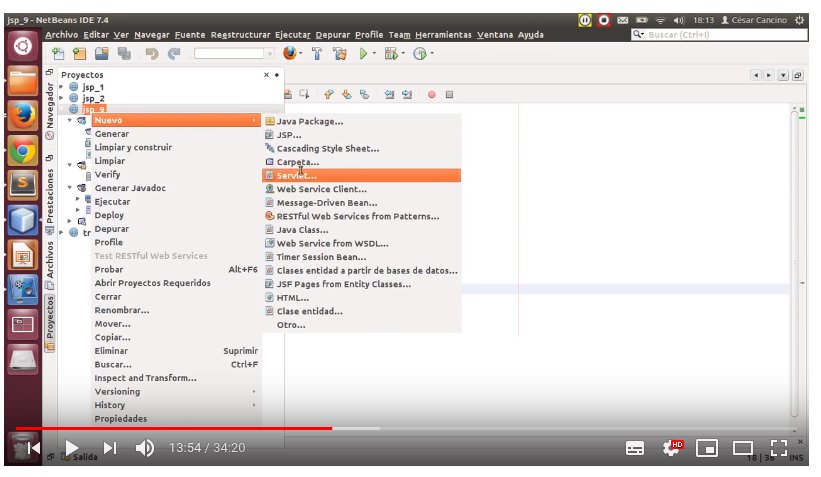 jsp_9 - NetBeans IDE 7.4
18:13 César Cancino
Archivo Editar Ver Navegar Fuente Reestructurar Ejecutar Depurar Profile Team Herramientas Ventana Ayuda
Buscar (Ctrl+I)
Proyectos
jsp_1
jsp_2
jsp_9
Nuevo
Generar
Limpiar y construir
Limpiar
Verify
Generar Javadoc
Ejecutar
Deploy
Depurar
Profile
Test RESTful Web Services
Probar Alt+F6
Abrir Proyectos Requeridos
Cerrar
Renombrar...
Mover...
Copiar...
Eliminar Suprimir
Buscar... Ctrl+F
Inspect and Transform...
Versioning
History
Propiedades
Java Package...
JSP...
Cascading Style Sheet...
Carpeta...
Servlet...
Web Service Client...
Message-Driven Bean...
RESTful Web Services from Patterns...
Java Class...
Web Service from WSDL...
Timer Session Bean...
Clases entidad a partir de bases de datos...
JSF Pages from Entity Classes...
HTML...
Clase entidad...
Otro...
tr
Navegador
Prestaciones
Archivos
Proyectos
13:54 / 34:20
HD
Salida
18 | 36 INS